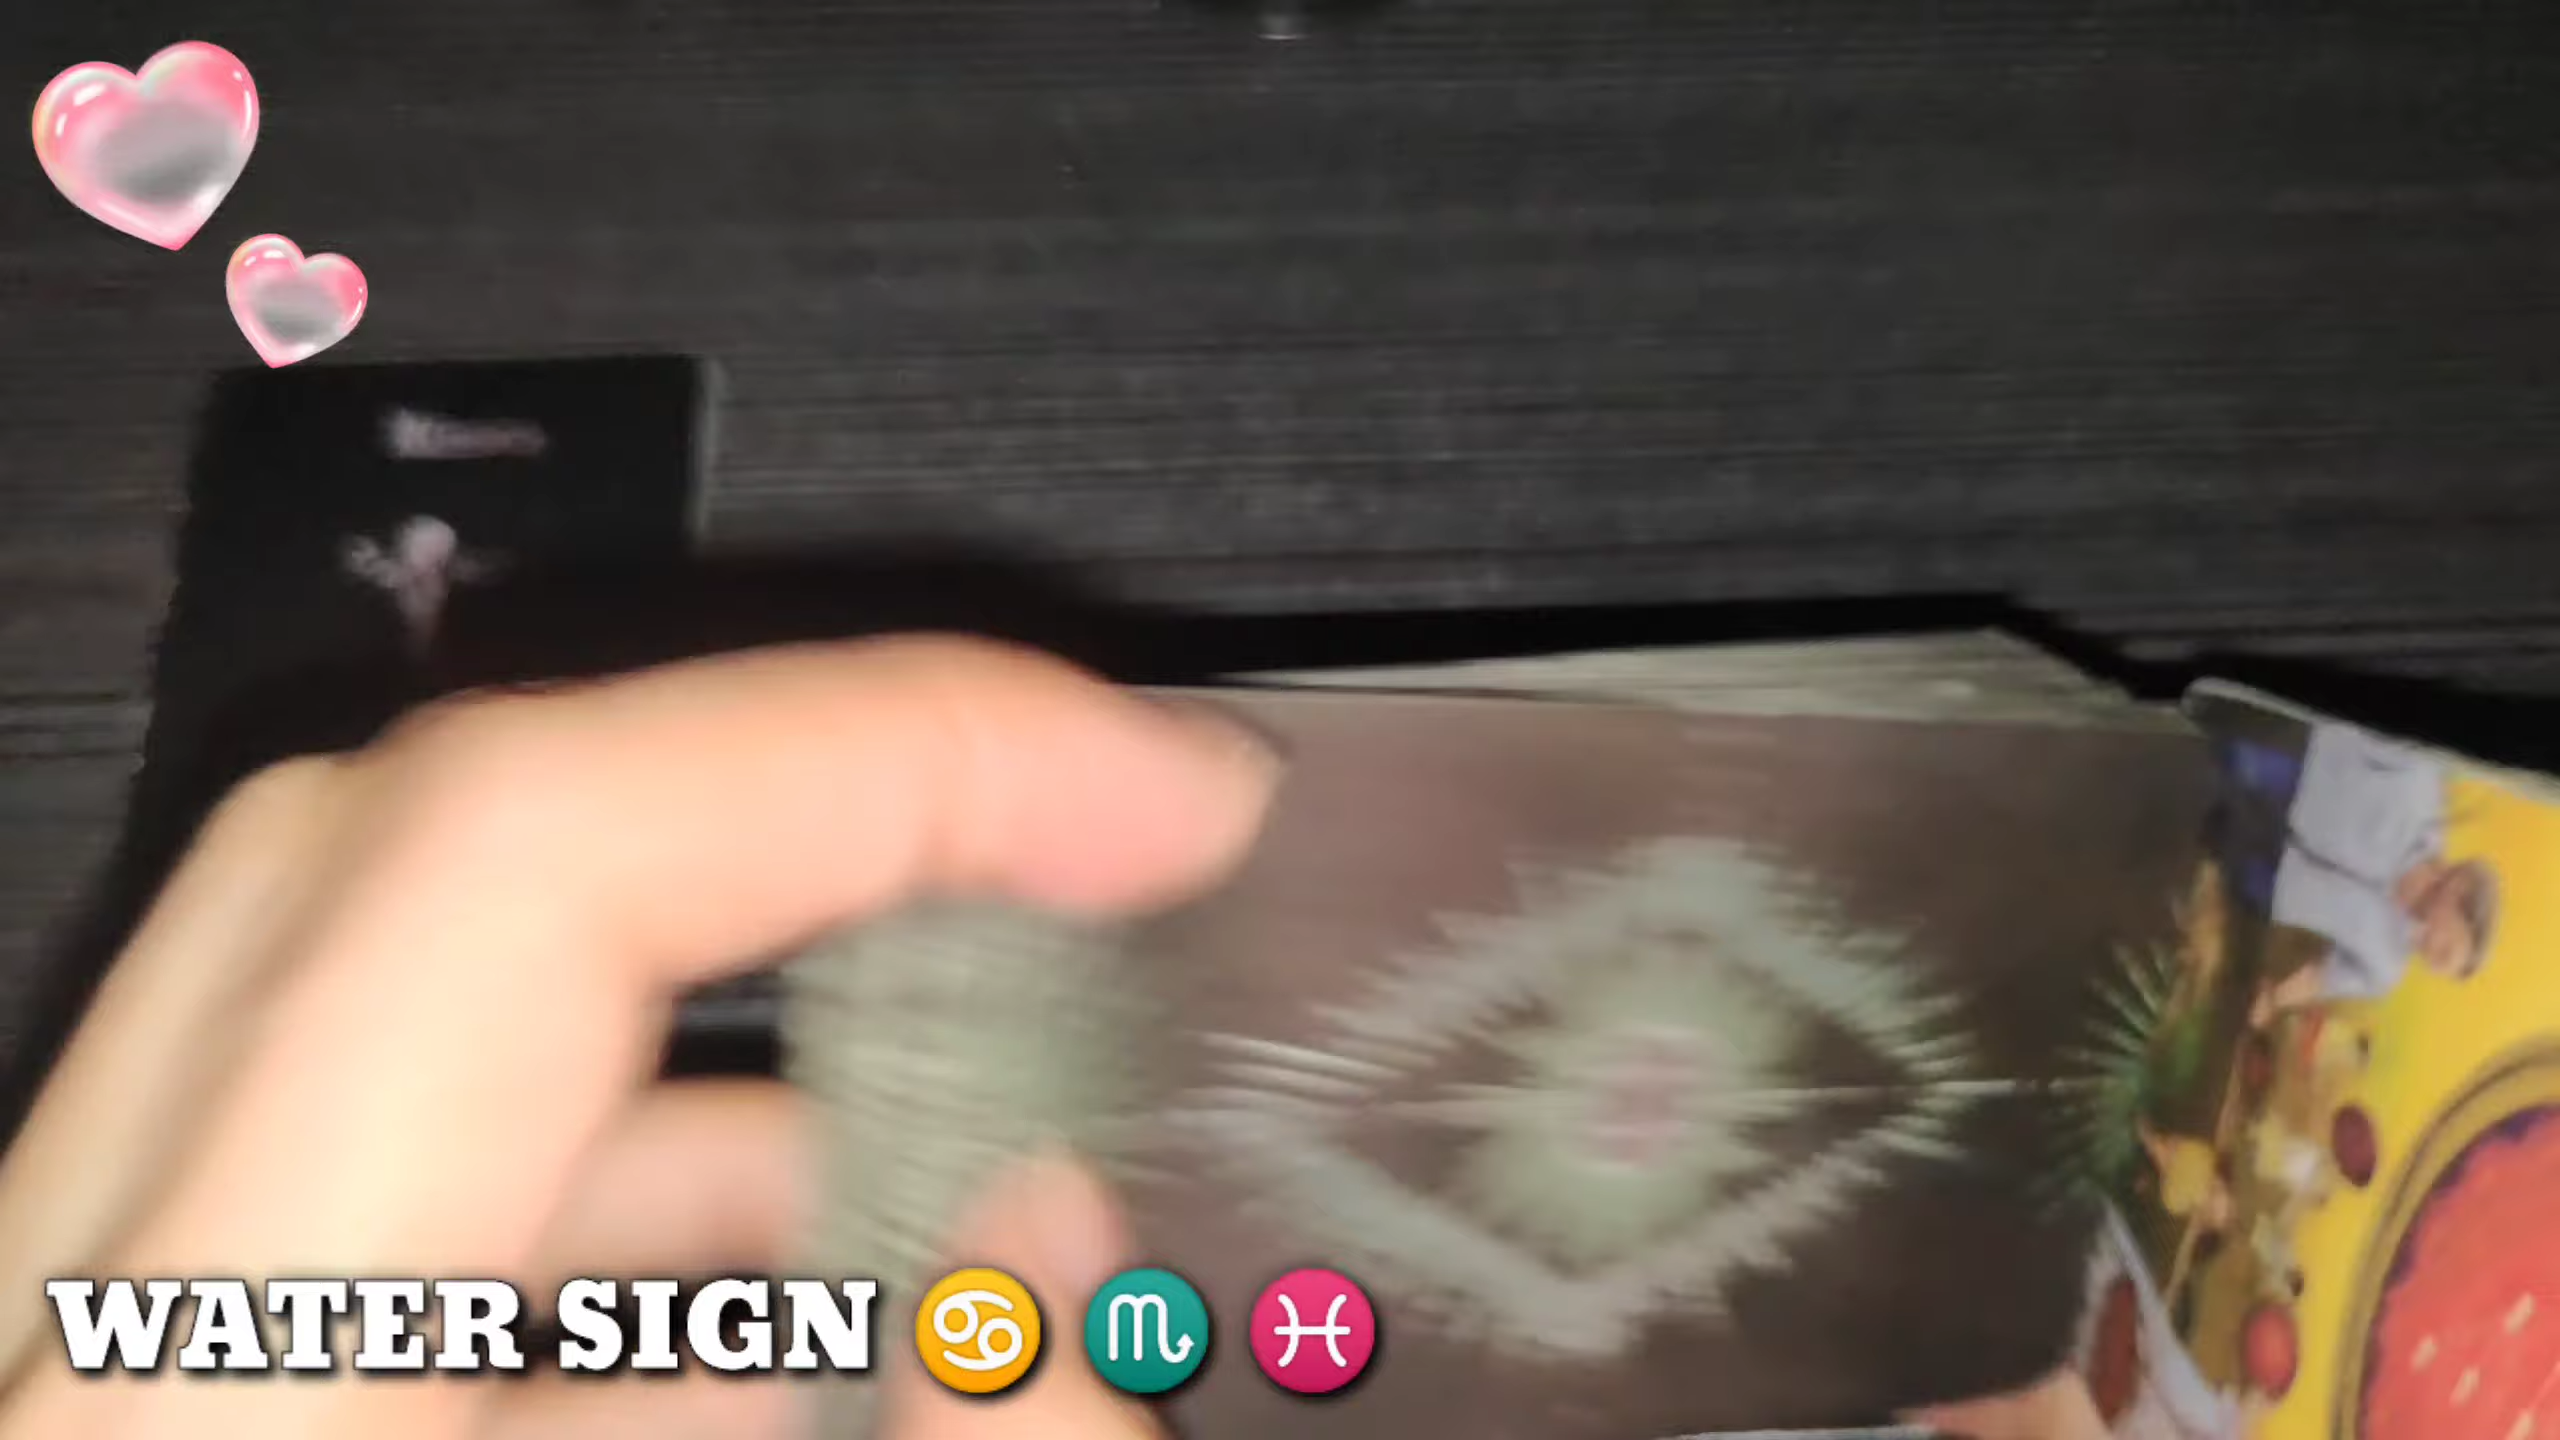 WATER SIGN ♋ ♏ ♓